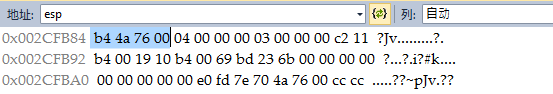 地址: esp 列: 自动
0x002CFB84 b4 4a 76 00 04 00 00 00 03 00 00 00 c2 11 ?Jv.........?.
0x002CFB92 b4 00 19 10 b4 00 69 bd 23 6b 00 00 00 00 ?...?.i?#k....
0x002CFBA0 00 00 00 00 00 e0 fd 7e 70 4a 76 00 cc cc .....??~pJv.??